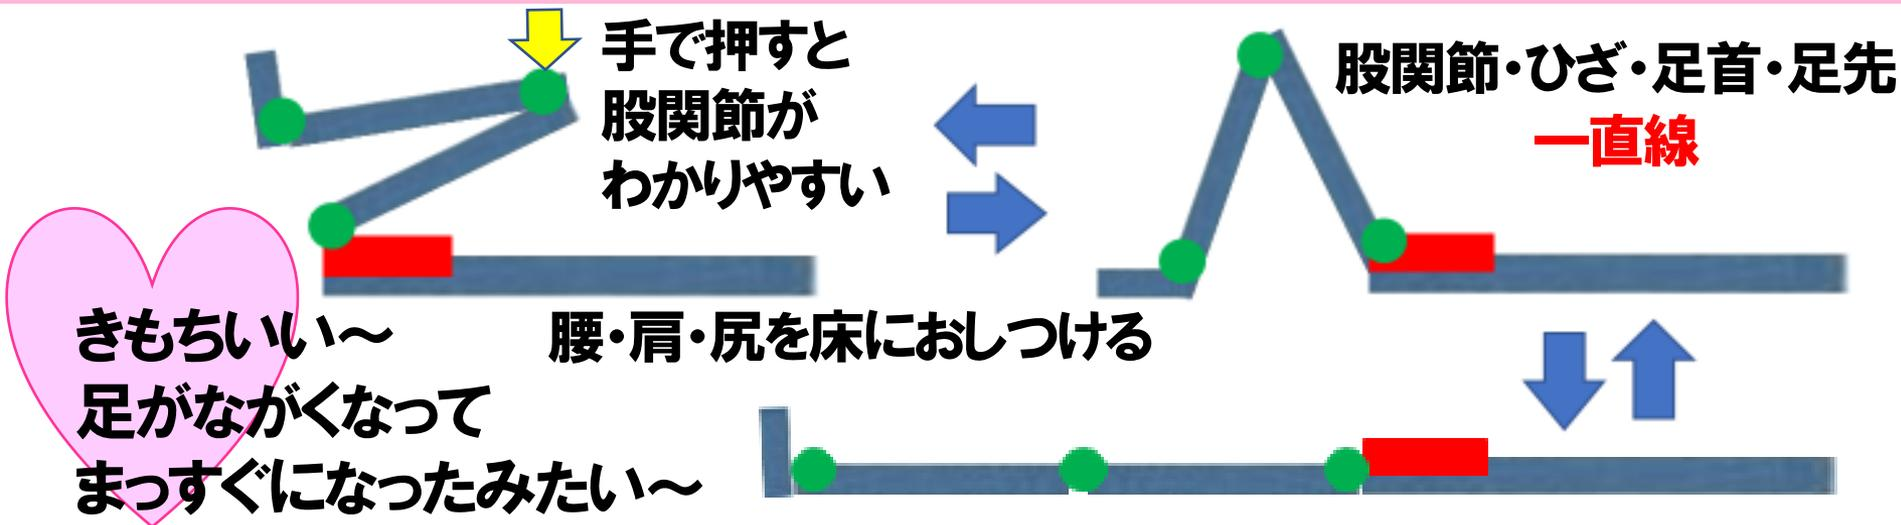 手で押すと
股関節が
わかりやすい
股関節・ひざ・足首・足先
一直線
腰・肩・尻を床におしつける
きもちいい～
足がながくなって
まっすぐになったみたい～